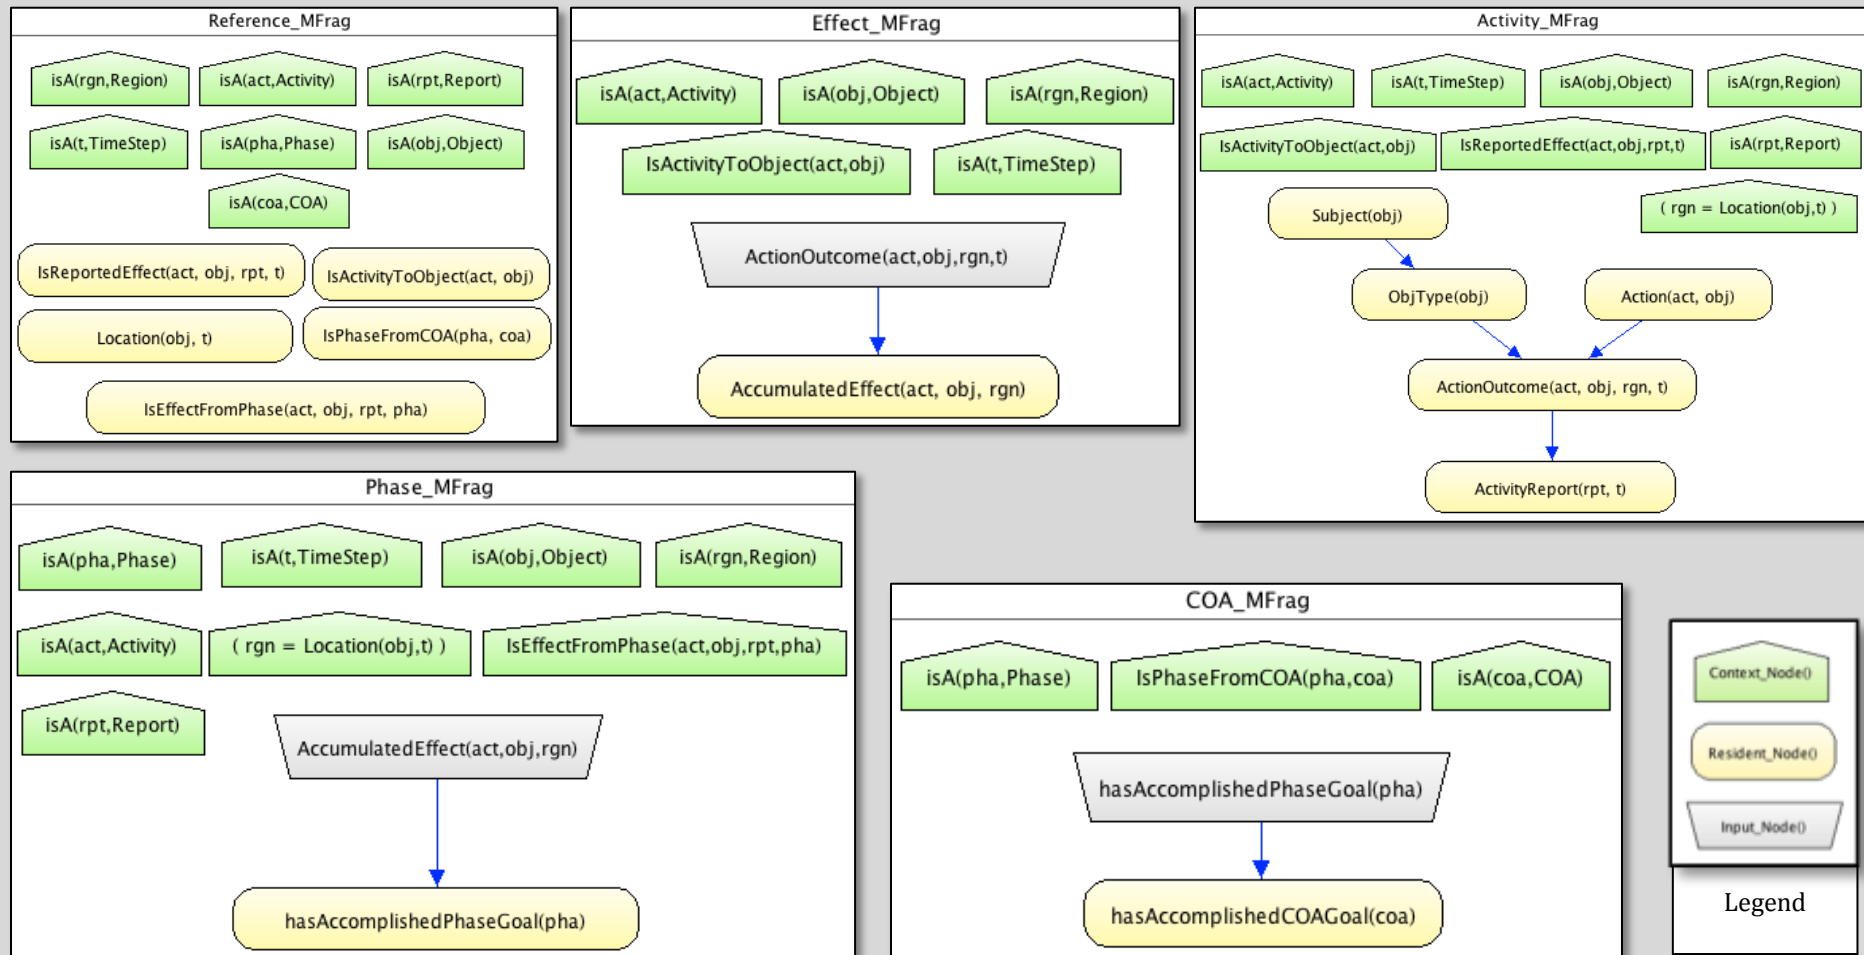 Reference_MFrag
isA(rgn,Region)
isA(act,Activity)
isA(rpt,Report)
isA(t,TimeStep)
isA(pha,Phase)
isA(obj,Object)
isA(coa,COA)
IsReportedEffect(act, obj, rpt, t)
IsActivityToObject(act, obj)
Location(obj, t)
IsPhaseFromCOA(pha, coa)
IsEffectFromPhase(act, obj, rpt, pha)
Effect_MFrag
isA(act,Activity)
isA(obj,Object)
isA(rgn,Region)
IsActivityToObject(act,obj)
isA(t,TimeStep)
ActionOutcome(act,obj,rgn,t)
AccumulatedEffect(act, obj, rgn)
Activity_MFrag
isA(act,Activity)
isA(t,TimeStep)
isA(obj,Object)
isA(rgn,Region)
IsActivityToObject(act,obj)
IsReportedEffect(act,obj,rpt,t)
isA(rpt,Report)
( rgn = Location(obj,t) )
Subject(obj)
ObjType(obj)
Action(act, obj)
ActionOutcome(act, obj, rgn, t)
ActivityReport(rpt, t)
Phase_MFrag
isA(pha,Phase)
isA(t,TimeStep)
isA(obj,Object)
isA(rgn,Region)
isA(act,Activity)
( rgn = Location(obj,t) )
IsEffectFromPhase(act,obj,rpt,pha)
isA(rpt,Report)
AccumulatedEffect(act,obj,rgn)
hasAccomplishedPhaseGoal(pha)
COA_MFrag
isA(pha,Phase)
IsPhaseFromCOA(pha,coa)
isA(coa,COA)
hasAccomplishedPhaseGoal(pha)
hasAccomplishedCOAGoal(coa)
Context_Node()
Resident_Node()
Input_Node()
Legend